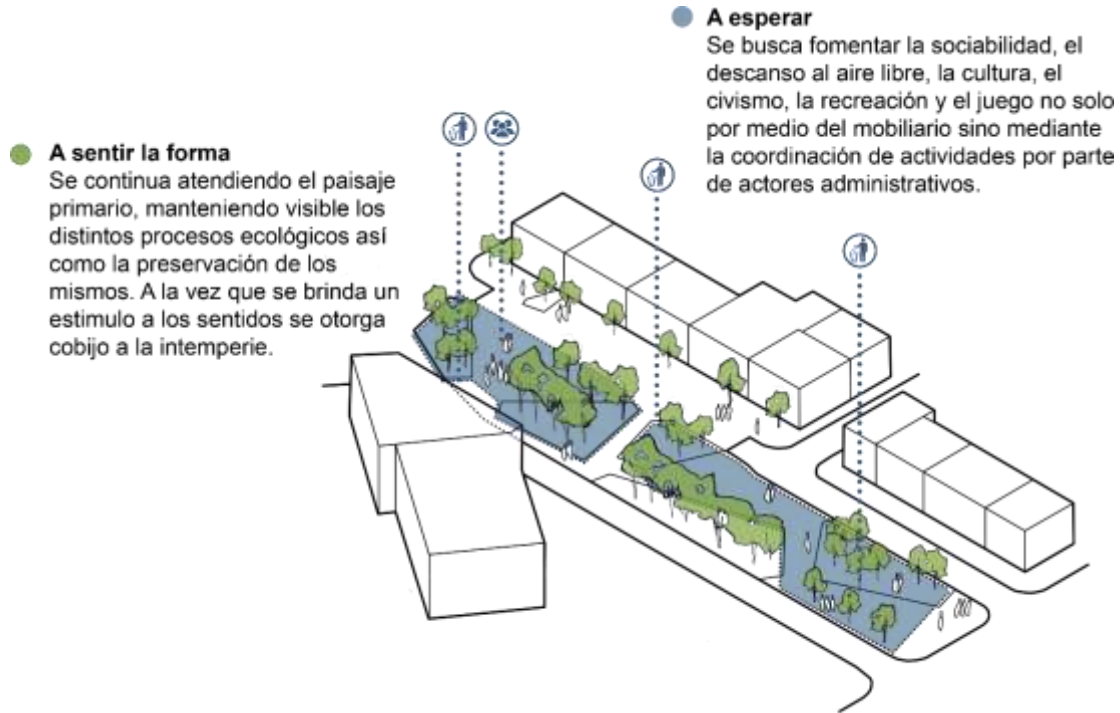 A esperar
Se busca fomentar la sociabilidad, el
descanso al aire libre, la cultura, el
civismo, la recreación y el juego no solo
por medio del mobiliario sino mediante
la coordinación de actividades por parte
de actores administrativos.
A sentir la forma
Se continua atendiendo el paisaje
primario, manteniendo visible los
distintos procesos ecológicos así
como la preservación de los
mismos. A la vez que se brinda un
estimulo a los sentidos se otorga
cobijo a la intemperie.